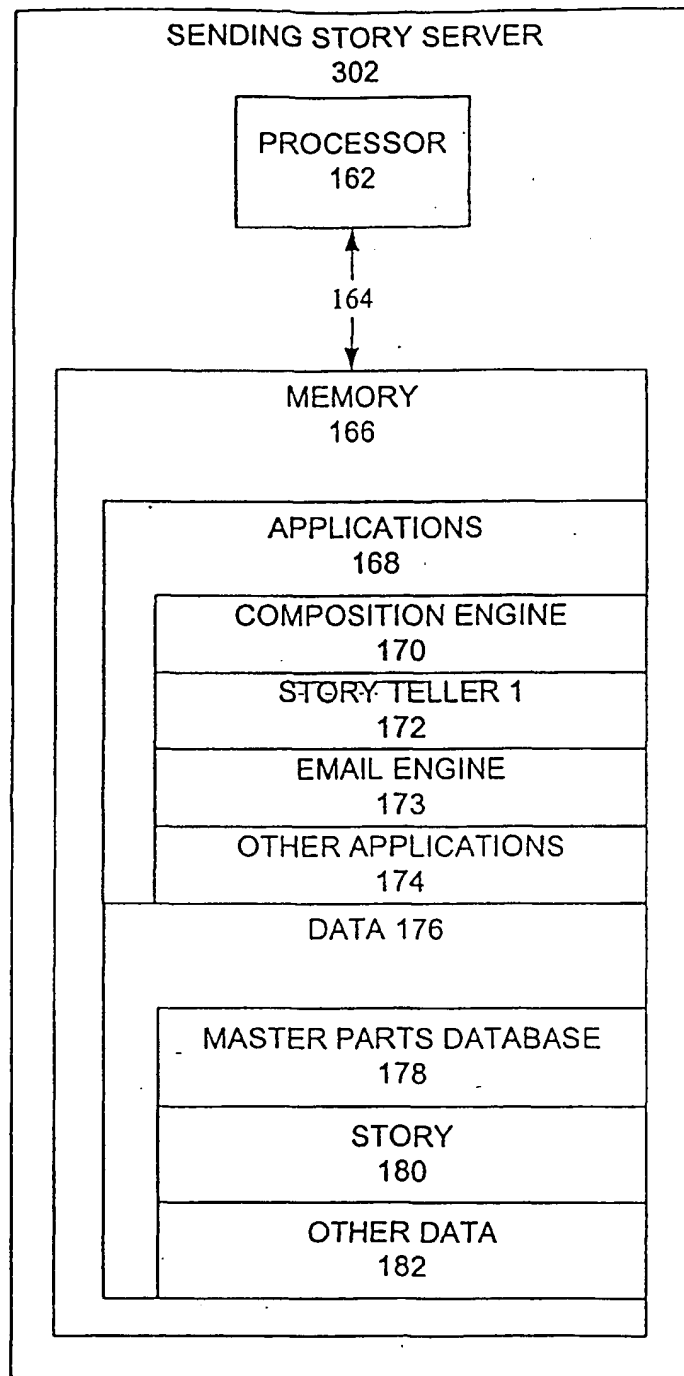 SENDING STORY SERVER
302
PROCESSOR
162
164
MEMORY
166
APPLICATIONS
168
COMPOSITION ENGINE
170
STORY TELLER 1
172
EMAIL ENGINE
173
OTHER APPLICATIONS
174
DATA 176
MASTER PARTS DATABASE
178
STORY
180
OTHER DATA
182